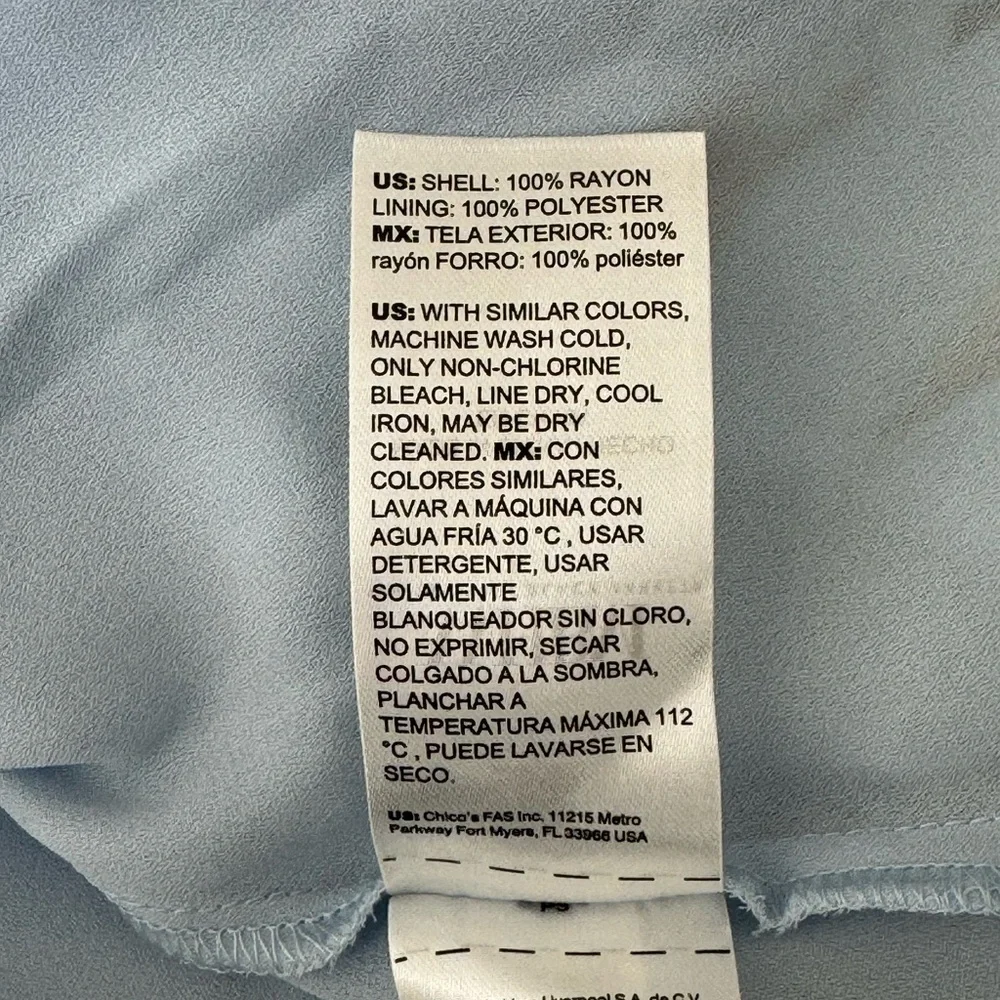 US: SHELL: 100% RAYON
LINING: 100% POLYESTER
MX: TELA EXTERIOR: 100%
rayón FORRO: 100% poliéster
US: WITH SIMILAR COLORS,
MACHINE WASH COLD,
ONLY NON-CHLORINE
BLEACH, LINE DRY, COOL
IRON, MAY BE DRY
CLEANED. MX: CON
COLORES SIMILARES,
LAVAR A MÁQUINA CON
AGUA FRÍA 30 °C , USAR
DETERGENTE, USAR
SOLAMENTE
BLANQUEADOR SIN CLORO,
NO EXPRIMIR, SECAR
COLGADO A LA SOMBRA,
PLANCHAR A
TEMPERATURA MÁXIMA 112
°C , PUEDE LAVARSE EN
SECO.
US: Chico's FAS Inc. 11215 Metro
Parkway Fort Myers, FL 33966 USA
Liverpool S.A. de C.V.